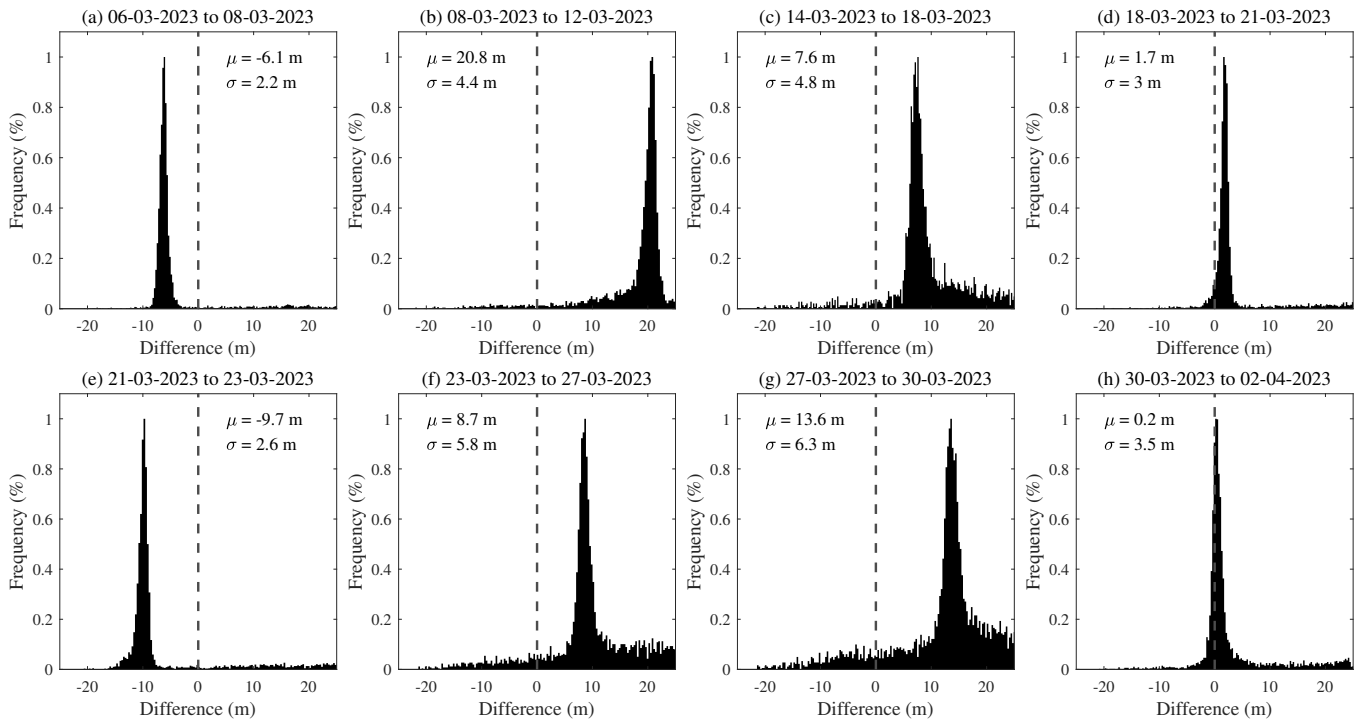 (a) 06-03-2023 to 08-03-2023
μ = -6.1 m
σ = 2.2 m
1
0.8
0.6
0.4
0.2
0
Frequency (%)
-20 -10 0 10 20
Difference (m)
(b) 08-03-2023 to 12-03-2023
μ = 20.8 m
σ = 4.4 m
1
0.8
0.6
0.4
0.2
0
Frequency (%)
-20 -10 0 10 20
Difference (m)
(c) 14-03-2023 to 18-03-2023
μ = 7.6 m
σ = 4.8 m
1
0.8
0.6
0.4
0.2
0
Frequency (%)
-20 -10 0 10 20
Difference (m)
(d) 18-03-2023 to 21-03-2023
μ = 1.7 m
σ = 3 m
1
0.8
0.6
0.4
0.2
0
Frequency (%)
-20 -10 0 10 20
Difference (m)
(e) 21-03-2023 to 23-03-2023
μ = -9.7 m
σ = 2.6 m
1
0.8
0.6
0.4
0.2
0
Frequency (%)
-20 -10 0 10 20
Difference (m)
(f) 23-03-2023 to 27-03-2023
μ = 8.7 m
σ = 5.8 m
1
0.8
0.6
0.4
0.2
0
Frequency (%)
-20 -10 0 10 20
Difference (m)
(g) 27-03-2023 to 30-03-2023
μ = 13.6 m
σ = 6.3 m
1
0.8
0.6
0.4
0.2
0
Frequency (%)
-20 -10 0 10 20
Difference (m)
(h) 30-03-2023 to 02-04-2023
μ = 0.2 m
σ = 3.5 m
1
0.8
0.6
0.4
0.2
0
Frequency (%)
-20 -10 0 10 20
Difference (m)